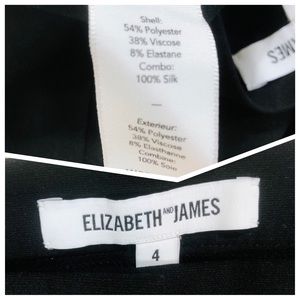 Shell:
54% Polyester
38% Viscose
8% Elastane
Combo:
100% Silk
—
Exterieur:
54% Polyester
38% Viscose
8% Elasthanne
Combine:
100% Soie
JAMES
ELIZABETH AND JAMES
4